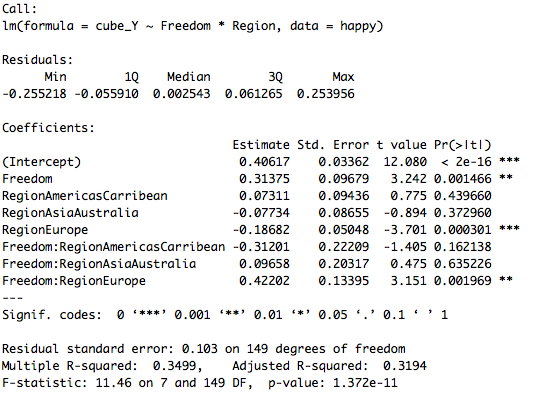 Call:
lm(formula = cube_Y ~ Freedom * Region, data = happy)
Residuals:
Min 1Q Median 3Q Max
-0.255218 -0.055910 0.002543 0.061265 0.253956
Coefficients:
Estimate Std. Error t value Pr(>|t|)
(Intercept) 0.40617 0.03362 12.080 < 2e-16 ***
Freedom 0.31375 0.09679 3.242 0.001466 **
RegionAmericasCarribean 0.07311 0.09436 0.775 0.439660
RegionAsiaAustralia -0.07734 0.08655 -0.894 0.372960
RegionEurope -0.18682 0.05048 -3.701 0.000301 ***
Freedom:RegionAmericasCarribean -0.31201 0.22209 -1.405 0.162138
Freedom:RegionAsiaAustralia 0.09658 0.20317 0.475 0.635226
Freedom:RegionEurope 0.42202 0.13395 3.151 0.001969 **
---
Signif. codes: 0 ‘***’ 0.001 ‘**’ 0.01 ‘*’ 0.05 ‘.’ 0.1 ‘ ’ 1
Residual standard error: 0.103 on 149 degrees of freedom
Multiple R-squared: 0.3499, Adjusted R-squared: 0.3194
F-statistic: 11.46 on 7 and 149 DF, p-value: 1.372e-11